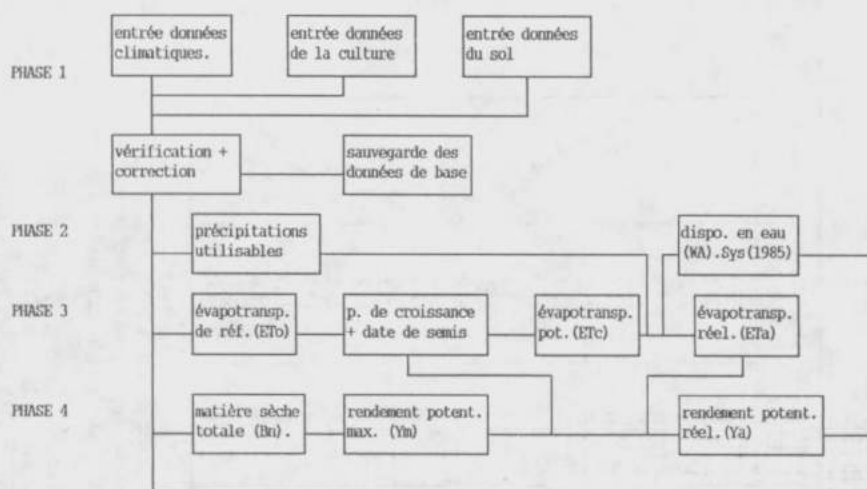 entrée données
climatiques.
entrée données
de la culture
entrée données
du sol
PHASE 1
vérification +
correction
sauvegarde des
données de base
PHASE 2
précipitations
utilisables
dispo. en eau
(WA).Sys(1985)
PHASE 3
évapotransp.
de réf.(ETo)
p. de croissance
+ date de semis
évapotransp.
pot.(ETc)
évapotransp.
réel.(ETa)
PHASE 4
matière sèche
totale (Bn).
rendement potent.
max. (Ym)
rendement potent.
réel.(Ya)